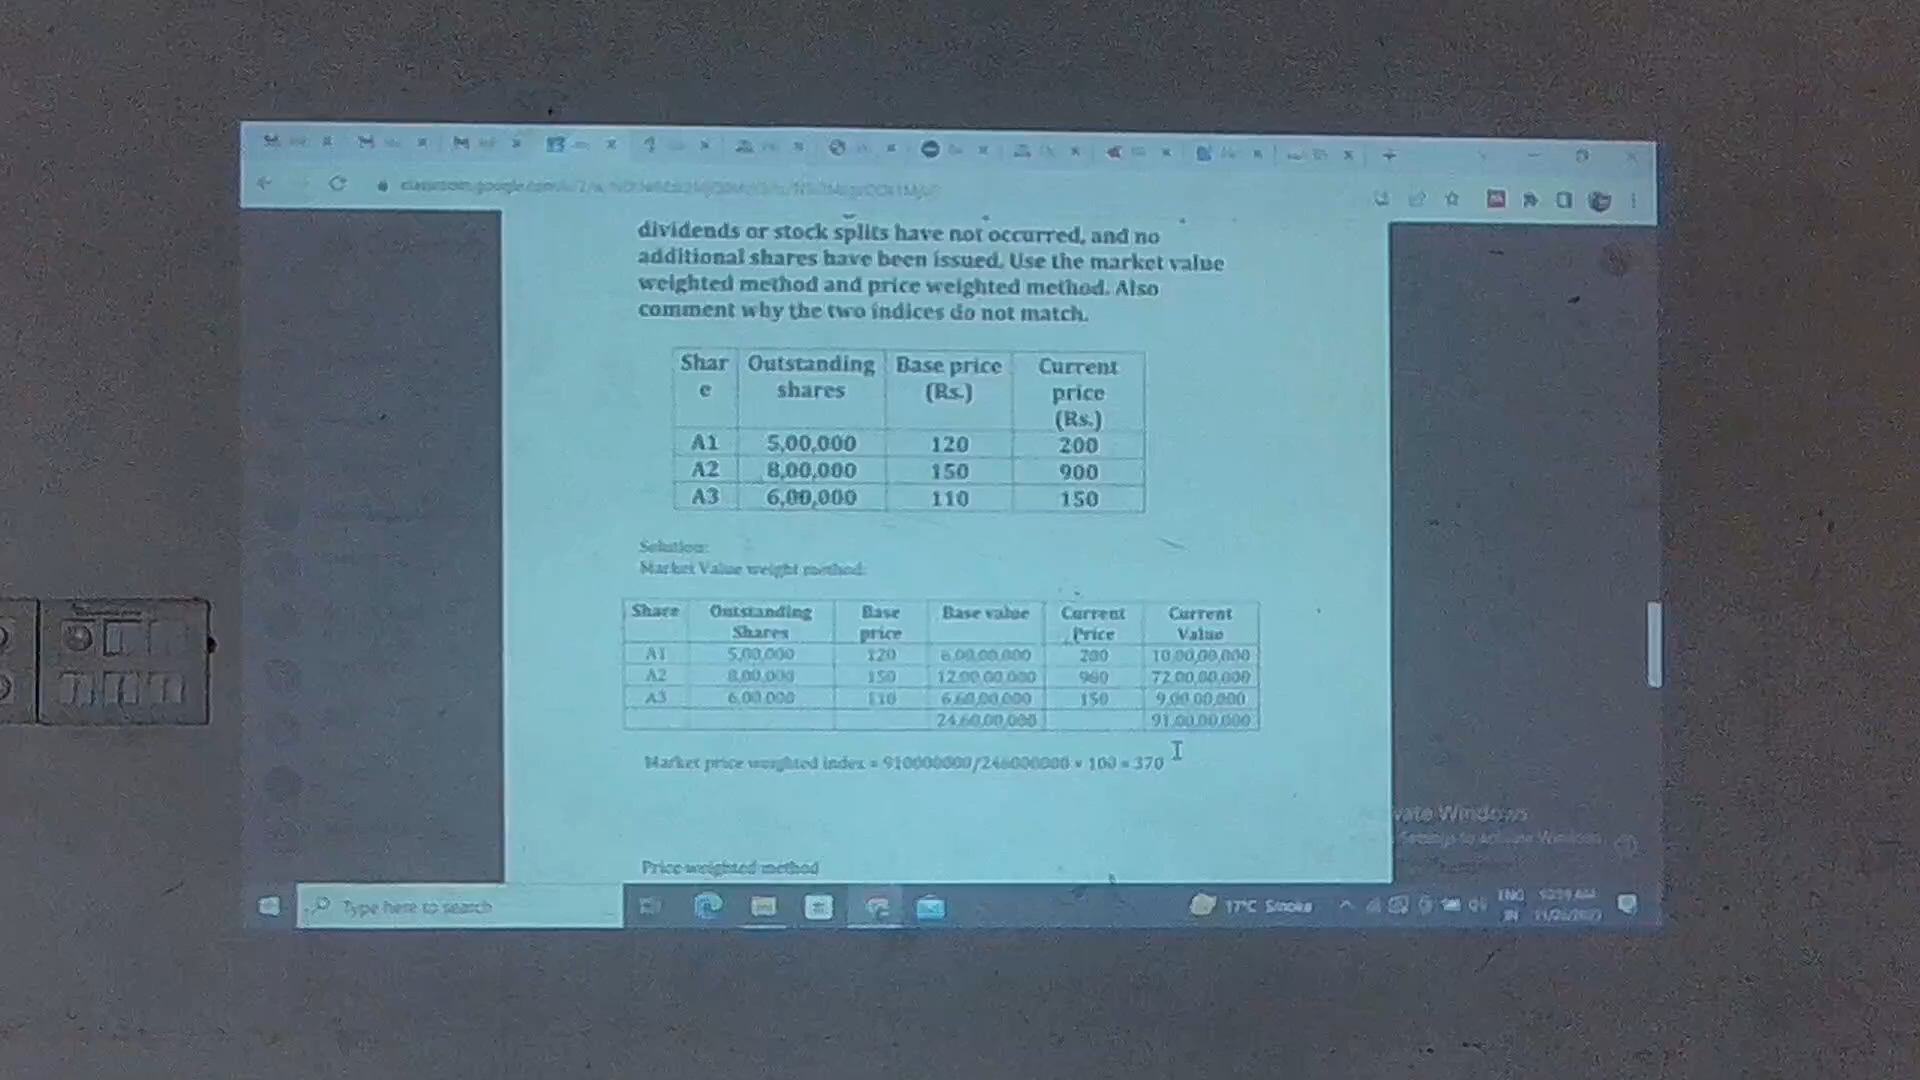 dividends or stock splits have not occurred, and no
additional shares have been issued. Use the market value
weighted method and price weighted method. Also
comment why the two indices do not match.
Shar e Outstanding shares Base price (Rs.) Current price (Rs.)
A1 5,00,000 120 200
A2 8,00,000 150 900
A3 6,00,000 110 150
Solution:
Market Value weight method:
Share Outstanding Shares Base price Base value Current Price Current Value
A1 5,00,000 120 6,00,00,000 200 10,00,00,000
A2 8,00,000 150 12,00,00,000 900 72,00,00,000
A3 6,00,000 110 6,60,00,000 150 9,00,00,000
24,60,00,000 91,00,00,000
Market price weighted index = 910000000/246000000 * 100 = 370
Price weighted method
vate Windows
Settings to activate Windows
Type here to search
17°C Smoke
ENG
IN